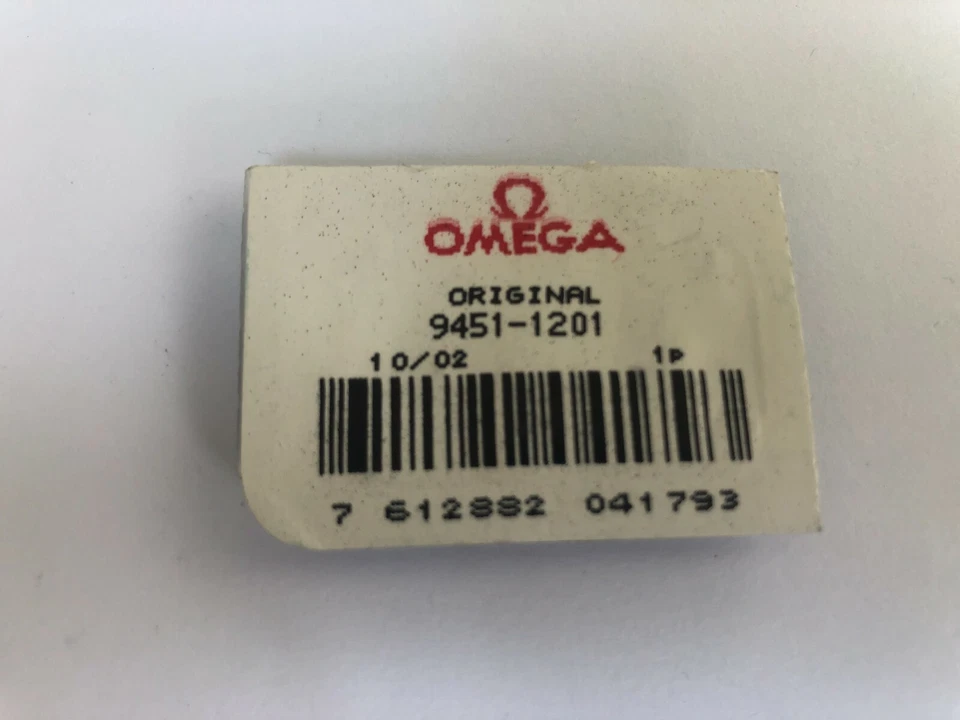 Ω
OMEGA
ORIGINAL
9451-1201
10/02 1P
7 612882 041793